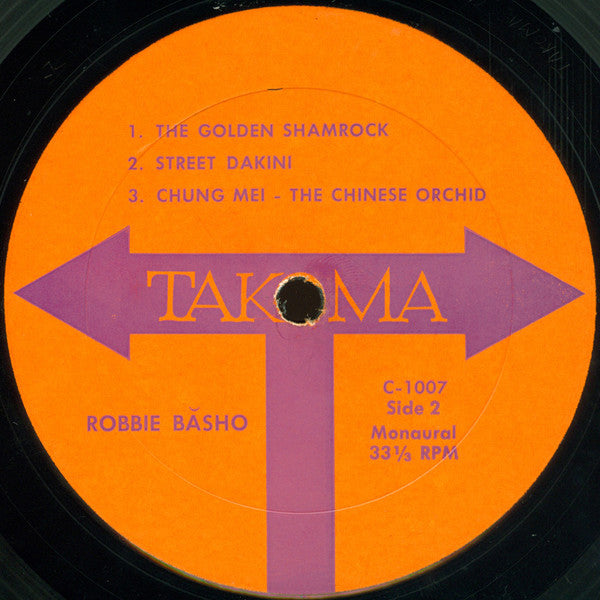 1. THE GOLDEN SHAMROCK
2. STREET DAKINI
3. CHUNG MEI - THE CHINESE ORCHID
TAKOMA
C-1007
Side 2
ROBBIE BĂSHO
Monaural
33⅓ RPM